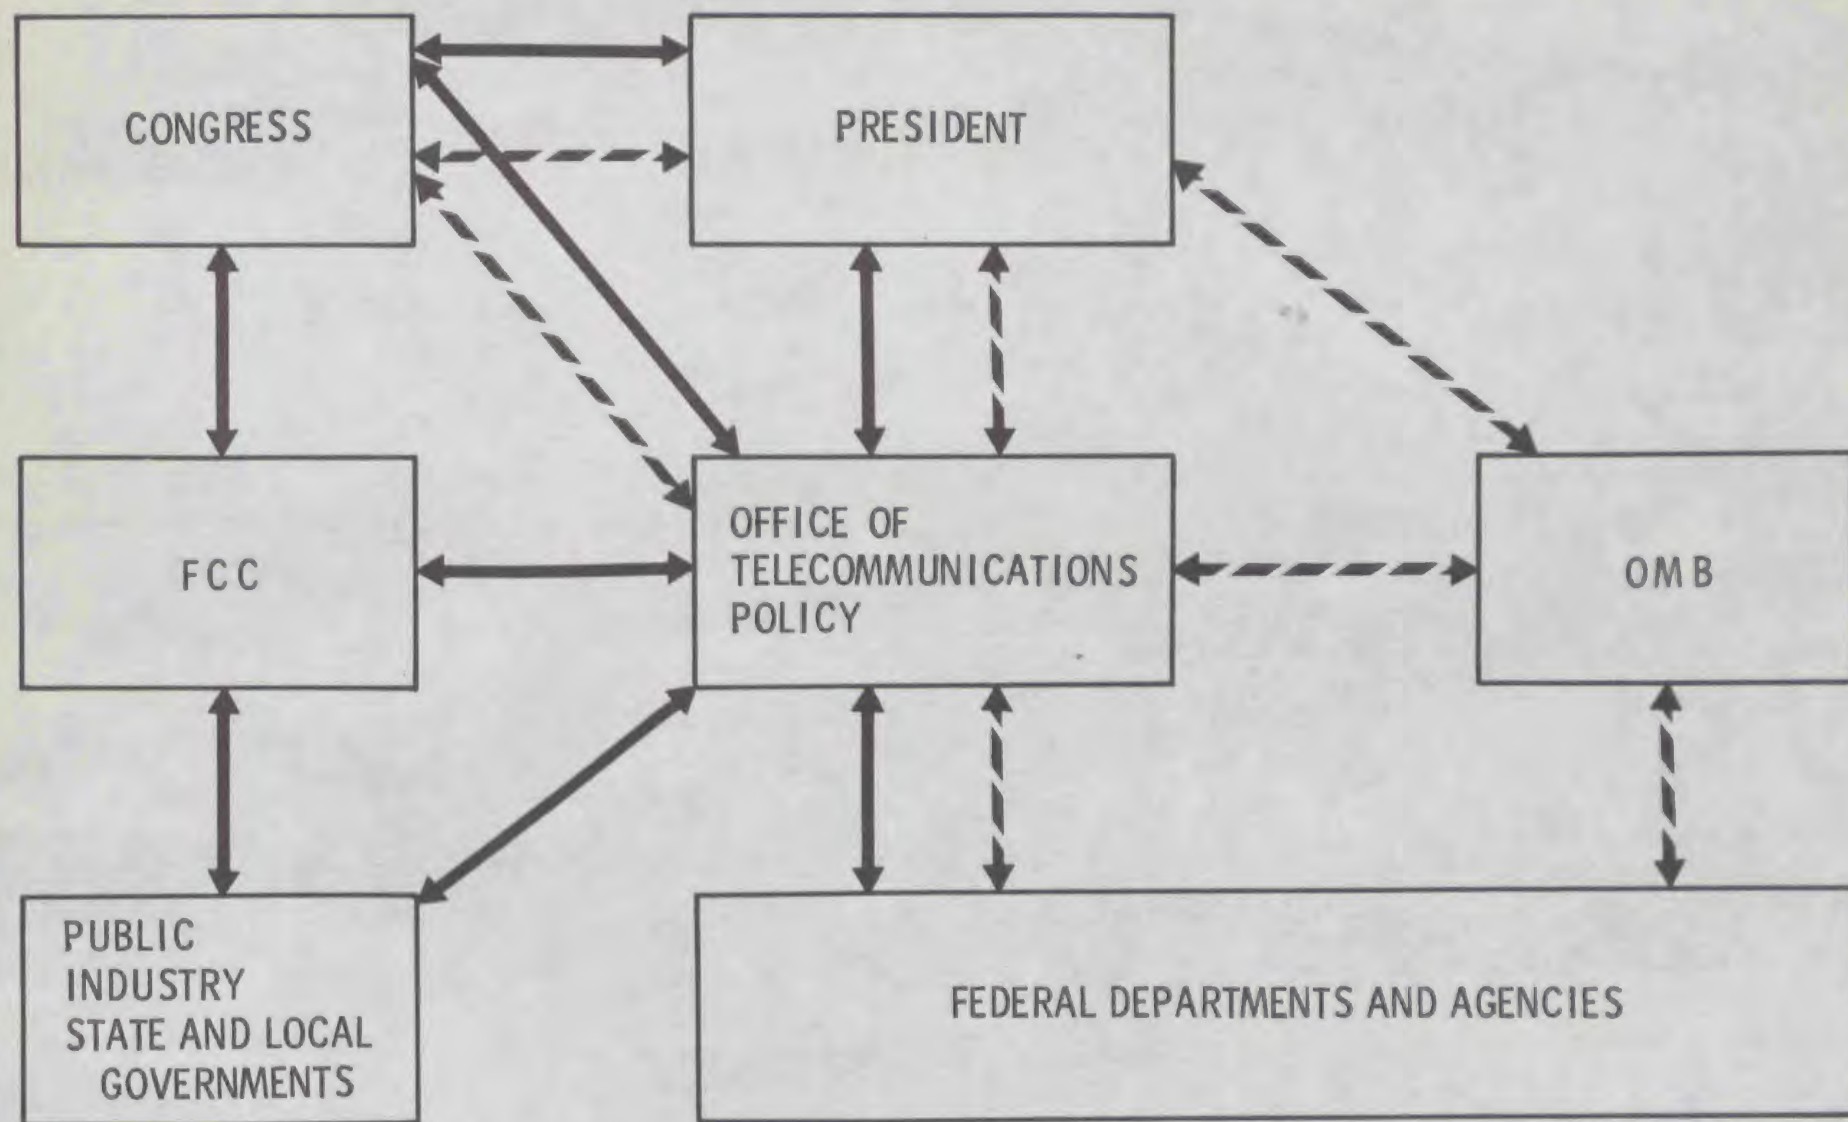 CONGRESS
PRESIDENT
FCC
OFFICE OF
TELECOMMUNICATIONS
POLICY
OMB
PUBLIC
INDUSTRY
STATE AND LOCAL
GOVERNMENTS
FEDERAL DEPARTMENTS AND AGENCIES